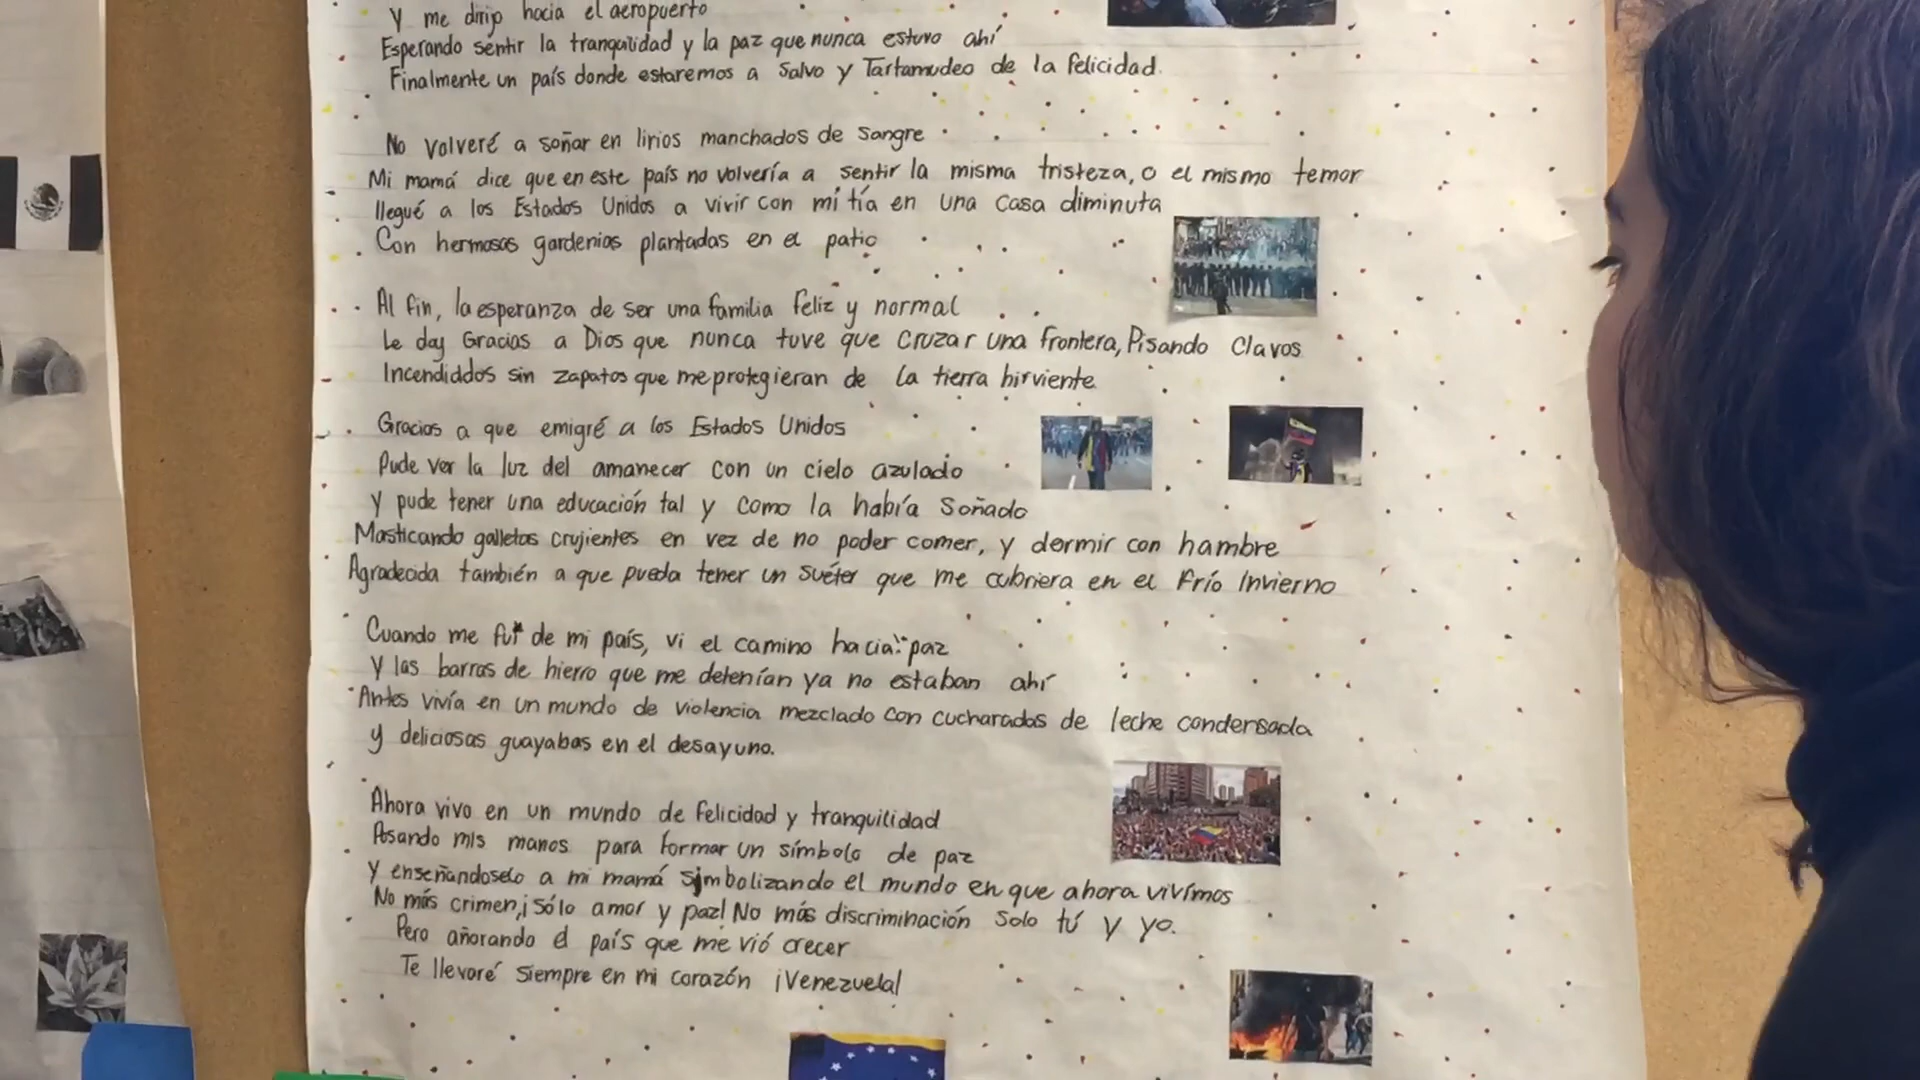 Y me dirijo hacia el aeropuerto
Esperando sentir la tranquilidad y la paz que nunca estuvo ahí
Finalmente un país donde estaremos a Salvo y Tartamudeo de la felicidad.
No volveré a soñar en lirios manchados de sangre
Mi mamá dice que en este país no volvería a sentir la misma tristeza, o el mismo temor
llegué a los Estados Unidos a vivir con mi tía en una casa diminuta
Con hermosas gardenias plantadas en el patio
Al fin, la esperanza de ser una familia feliz y normal
Le doy Gracias a Dios que nunca tuve que cruzar una frontera, Pisando Clavos
Incendiddos sin zapatos que me protegieran de la tierra hirviente
Gracias a que emigré a los Estados Unidos
Pude ver la luz del amanecer con un cielo azulado
y pude tener una educación tal y como la había Soñado
Masticando galletas crujientes en vez de no poder comer, y dormir con hambre
Agradecida también a que pueda tener un suéter que me cubriera en el Frío Invierno
Cuando me fui de mi país, vi el camino hacia paz
Y las barras de hierro que me detenían ya no estaban ahí
Antes vivía en un mundo de violencia mezclado con cucharadas de leche condensada
y deliciosas guayabas en el desayuno.
Ahora vivo en un mundo de felicidad y tranquilidad
Posando mis manos para formar un símbolo de paz
Y enseñandoselo a mi mamá simbolizando el mundo en que ahora vivímos
No más crimen, ¡Sólo amor y paz! No más discriminación solo tú y yo.
Pero añorando el país que me vió crecer
Te llevaré siempre en mi corazón ¡Venezuela!